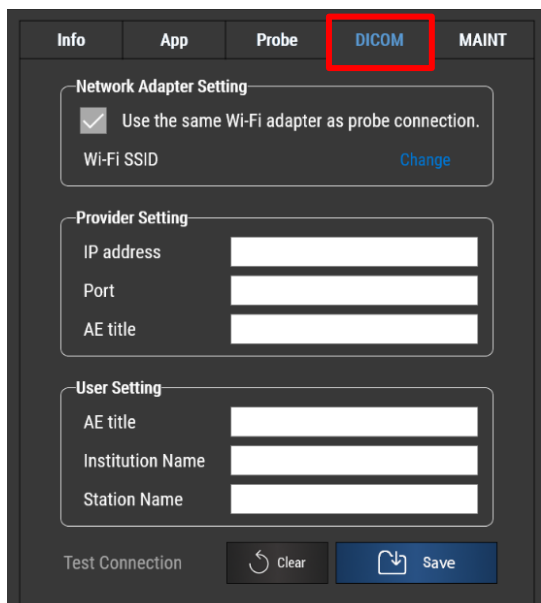 Info App Probe DICOM MAINT
Network Adapter Setting
Use the same Wi-Fi adapter as probe connection.
Wi-Fi SSID Change
Provider Setting
IP address
Port
AE title
User Setting
AE title
Institution Name
Station Name
Test Connection Clear Save